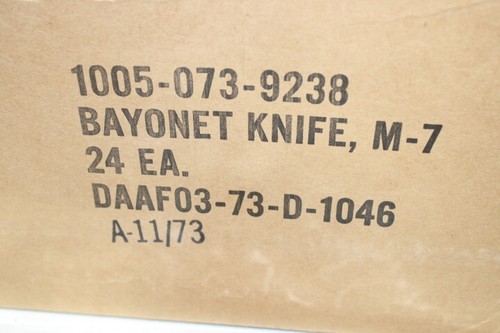 1005-073-9238
BAYONET KNIFE, M-7
24 EA.
DAAF03-73-D-1046
A-11/73